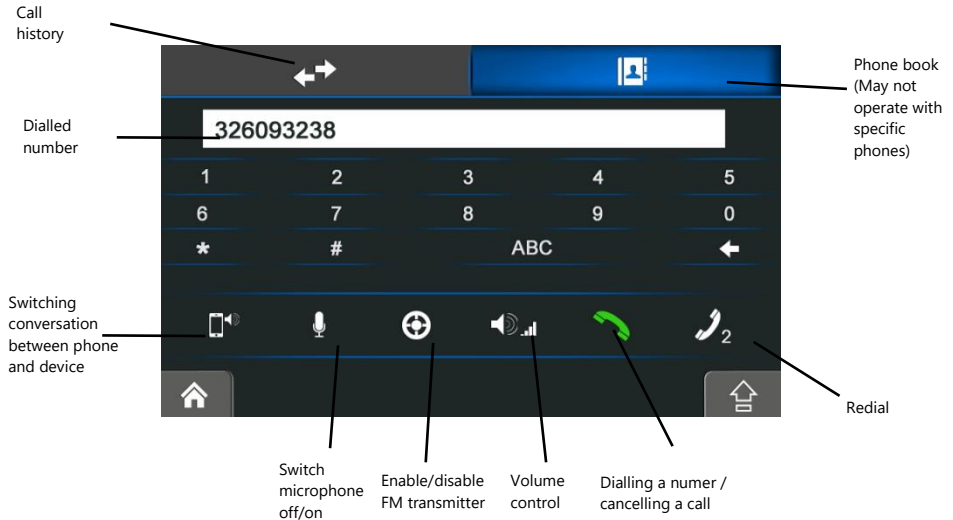 Call
history
Phone book
(May not
operate with
specific
phones)
Dialled
number
326093238
1 2 3 4 5
6 7 8 9 0
* # ABC
Switching
conversation
between phone
and device
2
Redial
Switch
microphone
off/on
Enable/disable
FM transmitter
Volume
control
Dialling a numer /
cancelling a call